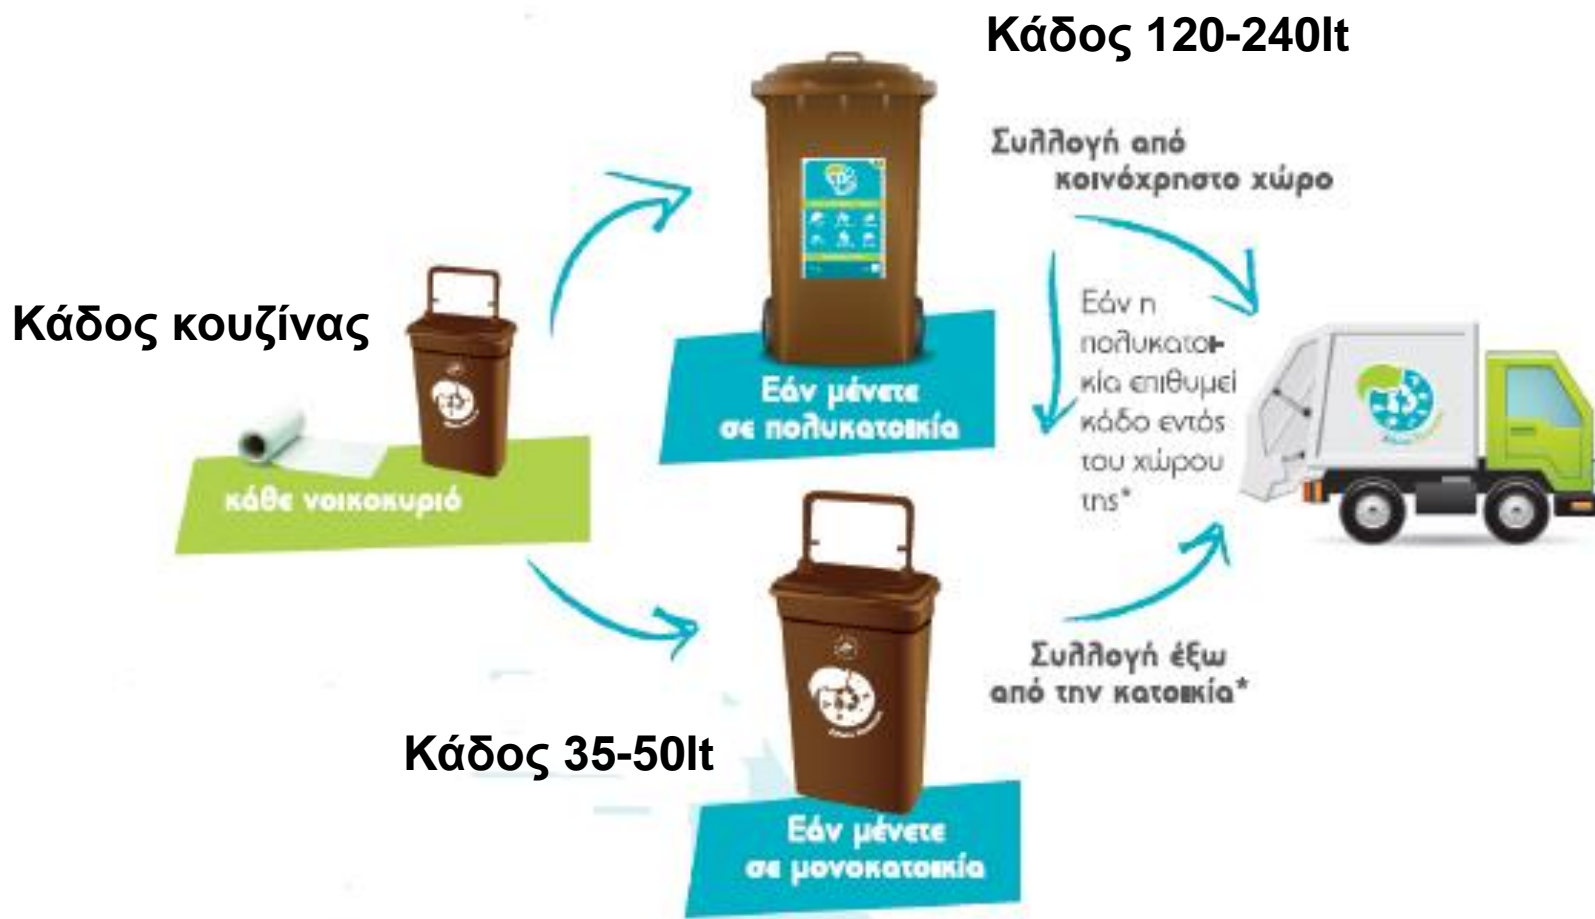 Κάδος 120-240lt
Συλλογή από
κοινόχρηστο χώρο
Κάδος κουζίνας
Εάν μένετε
σε πολυκατοικία
Εάν η
πολυκατοι-
κία επιθυμεί
κάδο εντός
του χώρου
της*
κάθε νοικοκυριό
Συλλογή έξω
από την κατοικία*
Κάδος 35-50lt
Εάν μένετε
σε μονοκατοικία